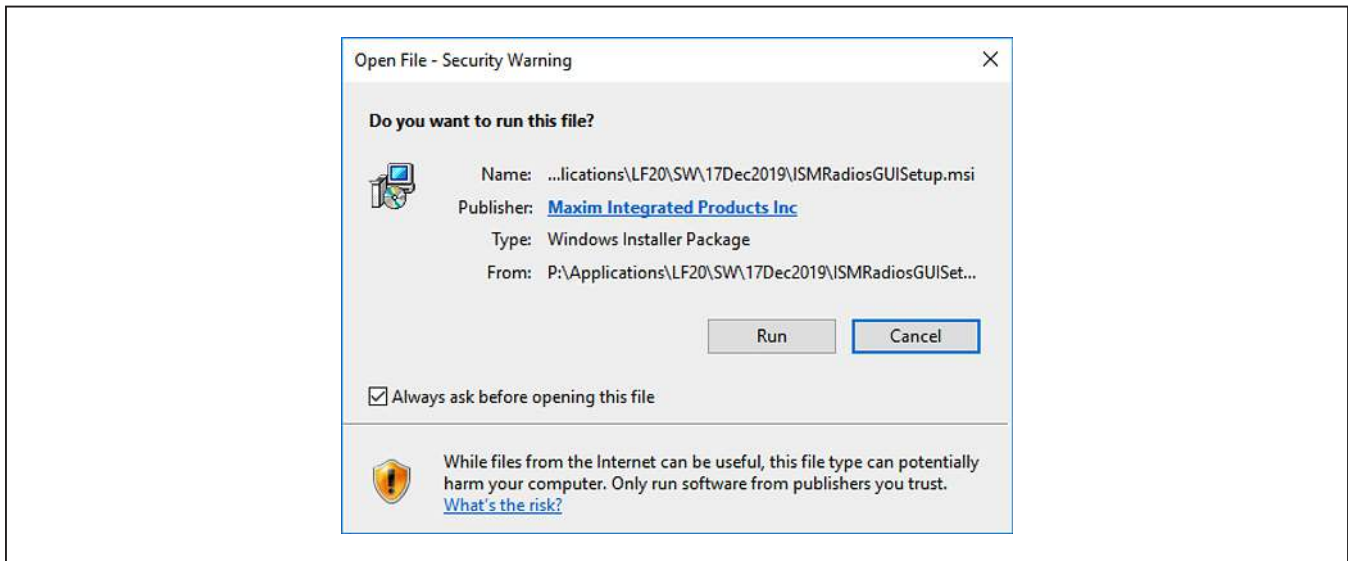 Open File - Security Warning
Do you want to run this file?
Name: ...lications\LF20\SW\17Dec2019\ISMRadiosGUISetup.msi
Publisher: Maxim Integrated Products Inc
Type: Windows Installer Package
From: P:\Applications\LF20\SW\17Dec2019\ISMRadiosGUISet...
Run Cancel
Always ask before opening this file
While files from the Internet can be useful, this file type can potentially
harm your computer. Only run software from publishers you trust.
What's the risk?